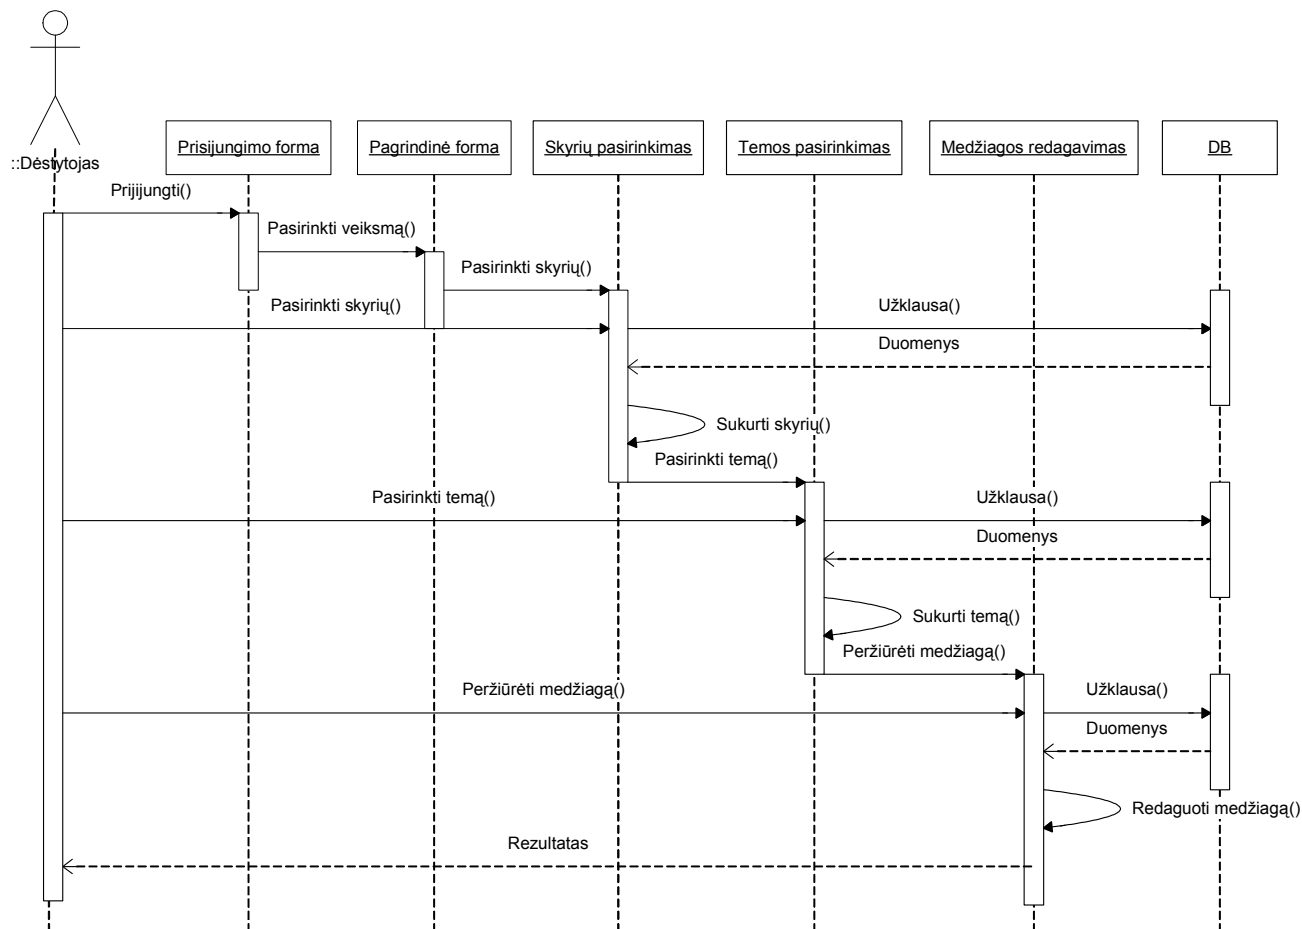 ::Dėstytojas
Prisijungimo forma
Pagrindinė forma
Skyrių pasirinkimas
Temos pasirinkimas
Medžiagos redagavimas
DB
Prijijungti()
Pasirinkti veiksmą()
Pasirinkti skyrių()
Pasirinkti skyrių()
Užklausa()
Duomenys
Sukurti skyrių()
Pasirinkti temą()
Pasirinkti temą()
Užklausa()
Duomenys
Sukurti temą()
Peržiūrėti medžiagą()
Peržiūrėti medžiagą()
Užklausa()
Duomenys
Redaguoti medžiagą()
Rezultatas